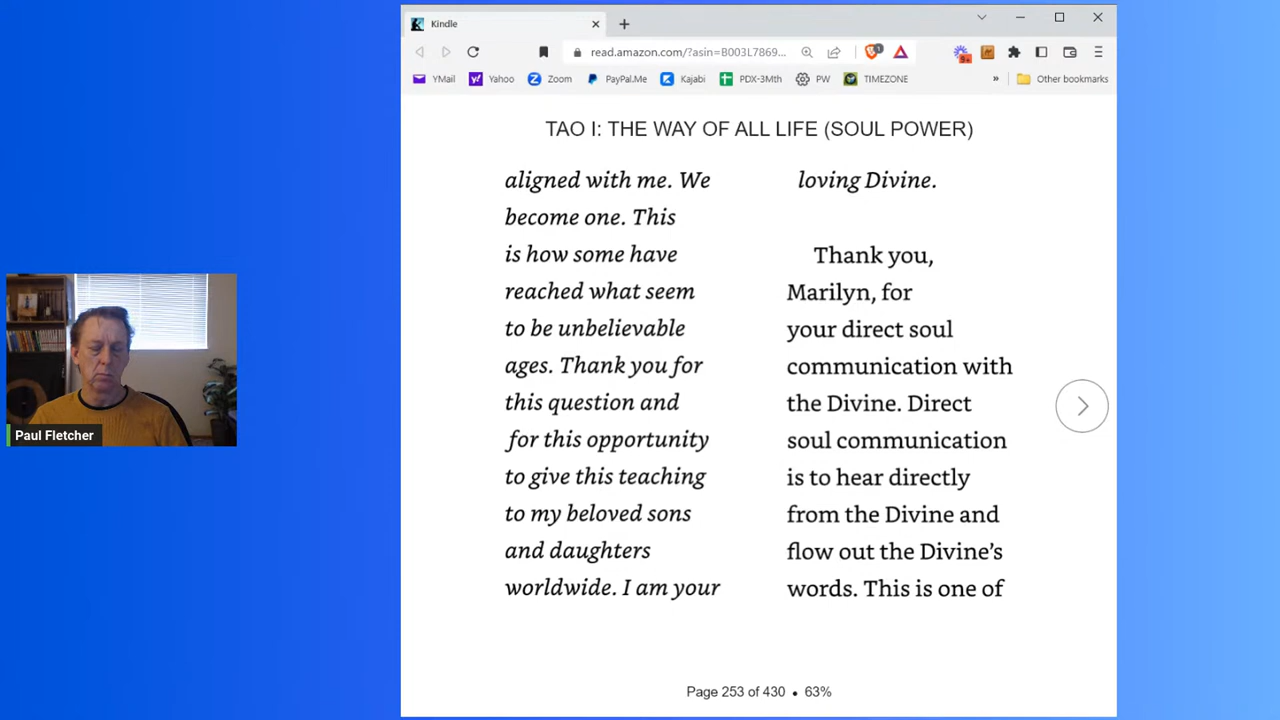 Kindle
read.amazon.com/?asin=B003L7869...
1
9+
YMail
Yahoo
Zoom
PayPal.Me
Kajabi
PDX-3Mth
PW
TIMEZONE
»
Other bookmarks
TAO I: THE WAY OF ALL LIFE (SOUL POWER)
aligned with me. We
become one. This
is how some have
reached what seem
to be unbelievable
ages. Thank you for
this question and
for this opportunity
to give this teaching
to my beloved sons
and daughters
worldwide. I am your
loving Divine.
Thank you,
Marilyn, for
your direct soul
communication with
the Divine. Direct
soul communication
is to hear directly
from the Divine and
flow out the Divine’s
words. This is one of
Page 253 of 430 • 63%
Paul Fletcher